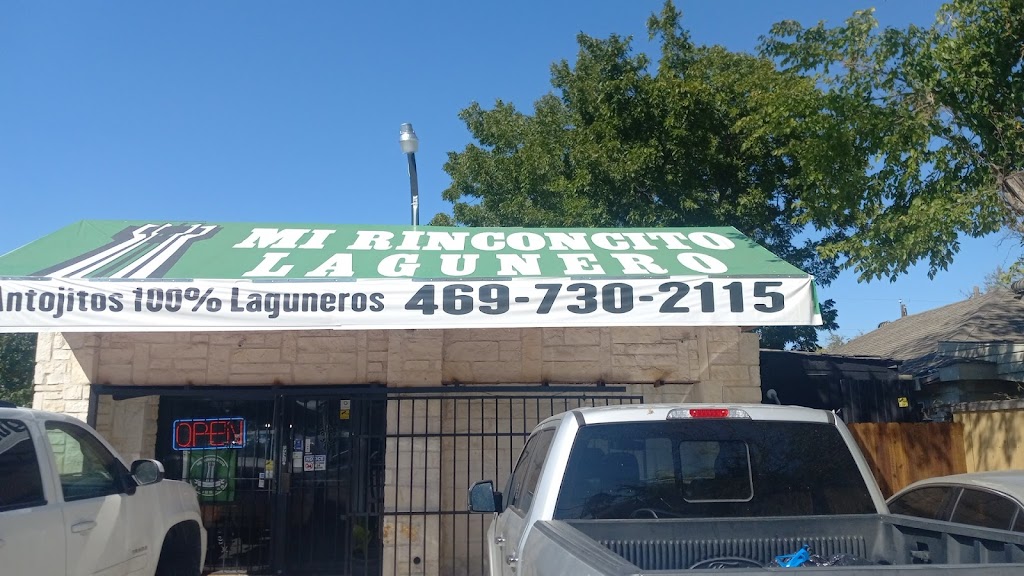 MI RINCONCITO
LAGUNERO
Antojitos 100% Laguneros 469-730-2115
OPEN